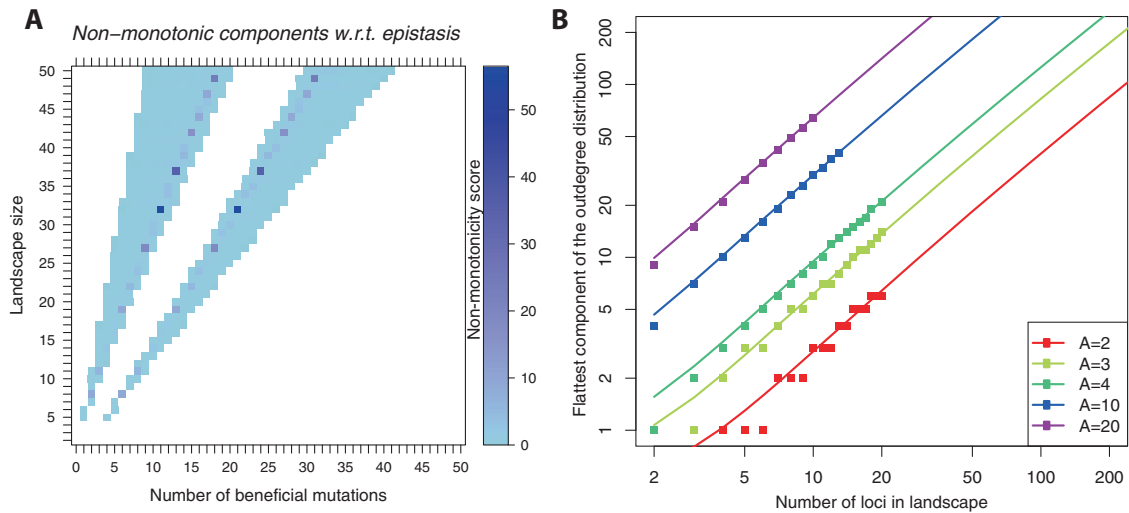 A
Non−monotonic components w.r.t. epistasis
Landscape size
50
45
40
35
30
25
20
15
10
5
0 5 10 15 20 25 30 35 40 45 50
Number of beneficial mutations
Non−monotonicity score
50
40
30
20
10
0
B
Flattest component of the outdegree distribution
200
100
50
20
10
5
2
1
2 5 10 20 50 100 200
Number of loci in landscape
A=2
A=3
A=4
A=10
A=20